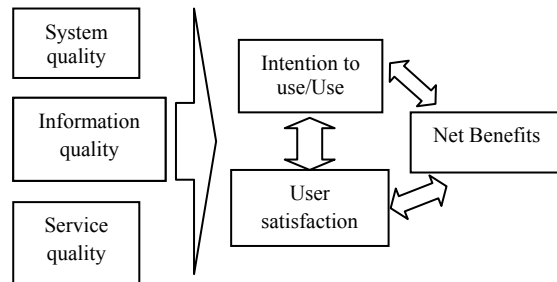 System
quality
Information
quality
Service
quality
Intention to
use/Use
User
satisfaction
Net Benefits